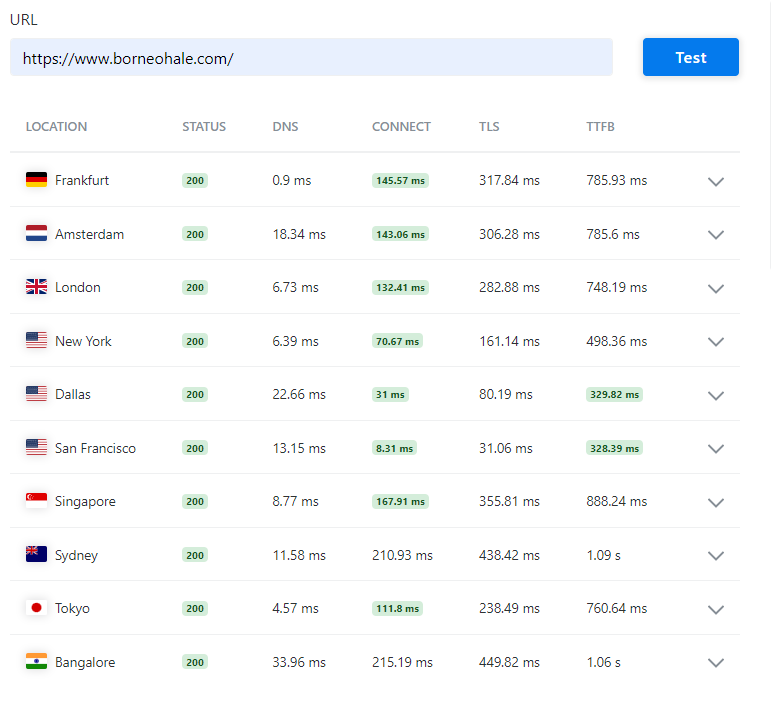 URL
https://www.borneohale.com/
Test
LOCATION STATUS DNS CONNECT TLS TTFB
Frankfurt 200 0.9 ms 145.57 ms 317.84 ms 785.93 ms
Amsterdam 200 18.34 ms 143.06 ms 306.28 ms 785.6 ms
London 200 6.73 ms 132.41 ms 282.88 ms 748.19 ms
New York 200 6.39 ms 70.67 ms 161.14 ms 498.36 ms
Dallas 200 22.66 ms 31 ms 80.19 ms 329.82 ms
San Francisco 200 13.15 ms 8.31 ms 31.06 ms 328.39 ms
Singapore 200 8.77 ms 167.91 ms 355.81 ms 888.24 ms
Sydney 200 11.58 ms 210.93 ms 438.42 ms 1.09 s
Tokyo 200 4.57 ms 111.8 ms 238.49 ms 760.64 ms
Bangalore 200 33.96 ms 215.19 ms 449.82 ms 1.06 s